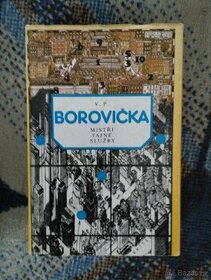 V. P.
BOROVIČKA
MISTŘI
TAJNÉ
SLUŽBY